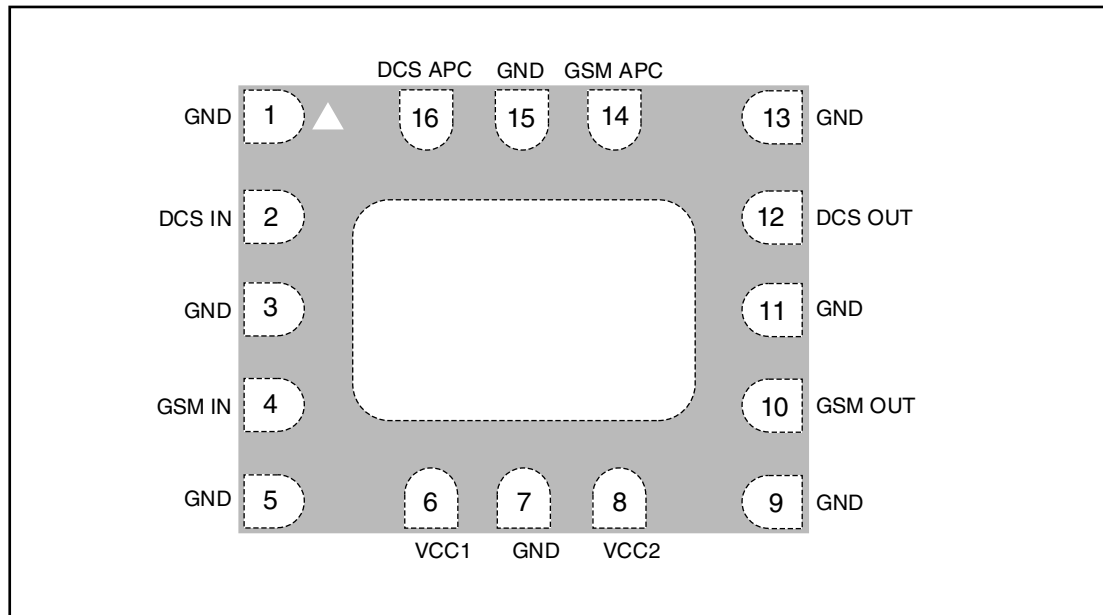 DCS APC GND GSM APC
GND 1 16 15 14 13 GND
DCS IN 2 12 DCS OUT
GND 3 11 GND
GSM IN 4 10 GSM OUT
GND 5 6 7 8 9 GND
VCC1 GND VCC2